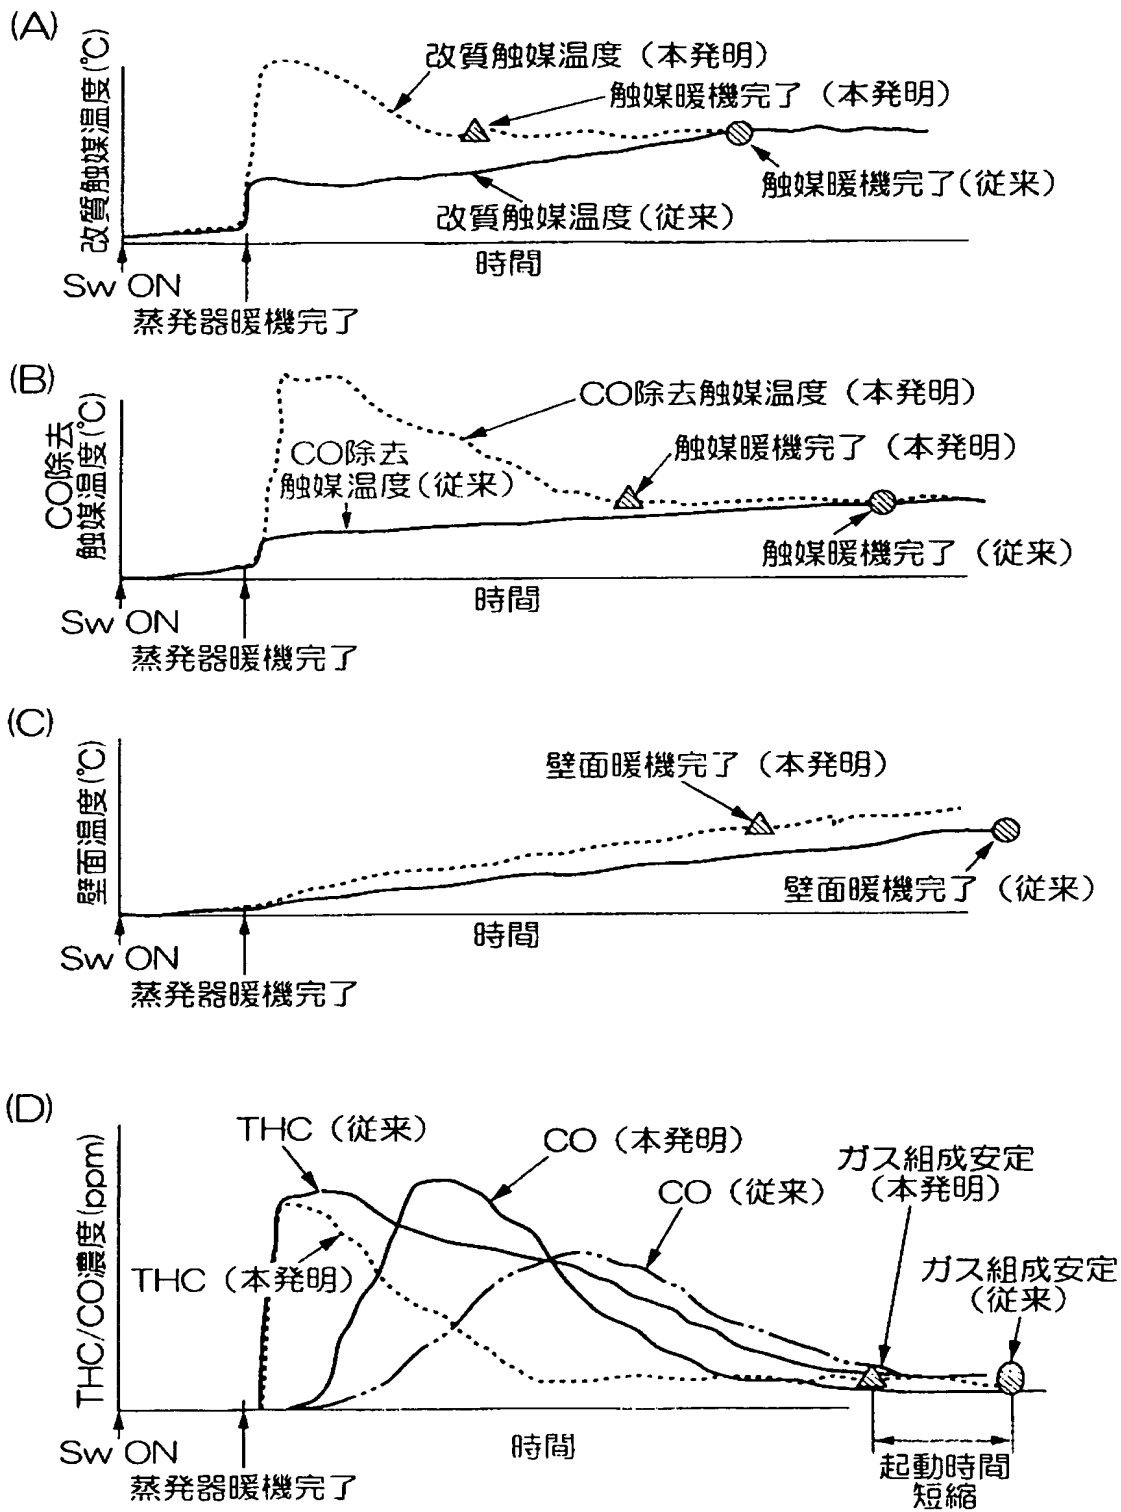 (A)
改質触媒温度(℃)
改質触媒温度(本発明)
触媒暖機完了(本発明)
触媒暖機完了(従来)
改質触媒温度(従来)
時間
Sw ON
蒸発器暖機完了
(B)
CO除去
触媒温度(℃)
CO除去触媒温度(本発明)
CO除去
触媒温度(従来)
触媒暖機完了(本発明)
触媒暖機完了(従来)
時間
Sw ON
蒸発器暖機完了
(C)
壁面温度(℃)
壁面暖機完了(本発明)
壁面暖機完了(従来)
時間
Sw ON
蒸発器暖機完了
(D)
THC/CO濃度(ppm)
THC(従来)
CO(本発明)
CO(従来)
ガス組成安定
(本発明)
THC(本発明)
ガス組成安定
(従来)
時間
Sw ON
蒸発器暖機完了
起動時間
短縮